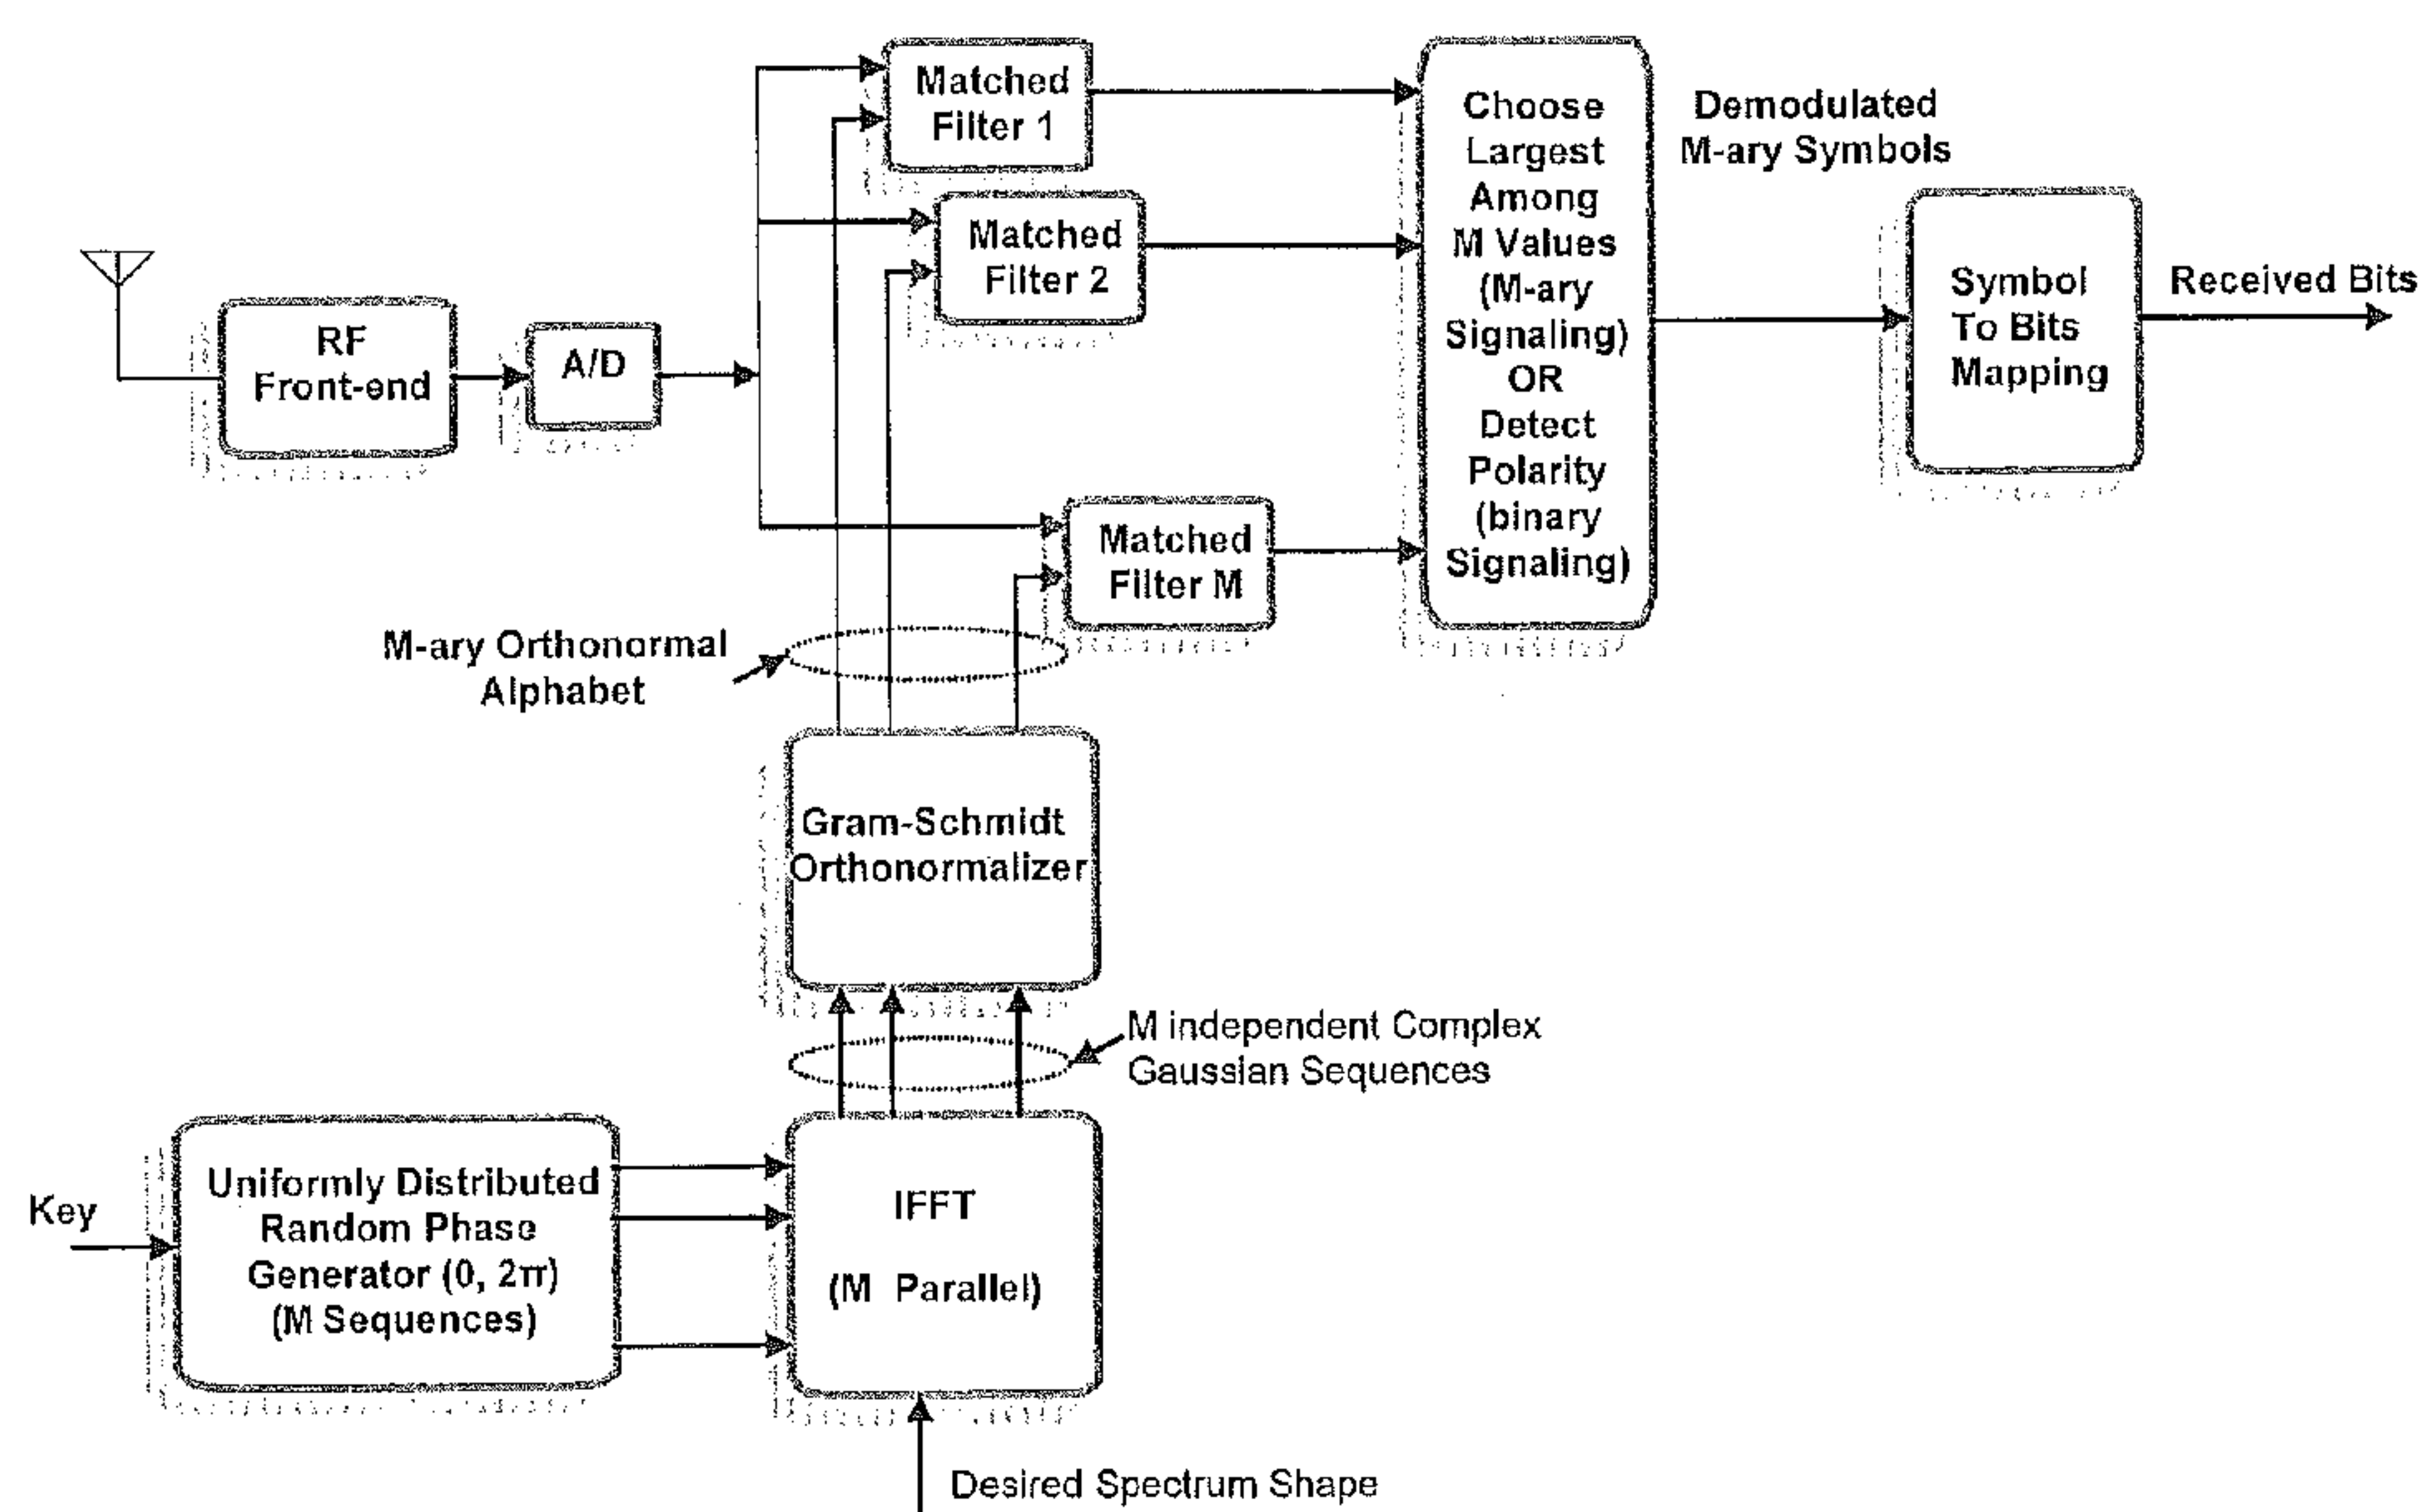 Matched
Filter 1
Matched
Filter 2
Choose
Largest
Among
M Values
(M-ary
Signaling)
OR
Detect
Polarity
(binary
Signaling)
Demodulated
M-ary Symbols
Symbol
To Bits
Mapping
Received Bits
RF
Front-end
A/D
Matched
Filter M
M-ary Orthonormal
Alphabet
Gram-Schmidt
Orthonormalizer
M independent Complex
Gaussian Sequences
Key
Uniformly Distributed
Random Phase
Generator (0, 2π)
(M Sequences)
IFFT
(M Parallel)
Desired Spectrum Shape